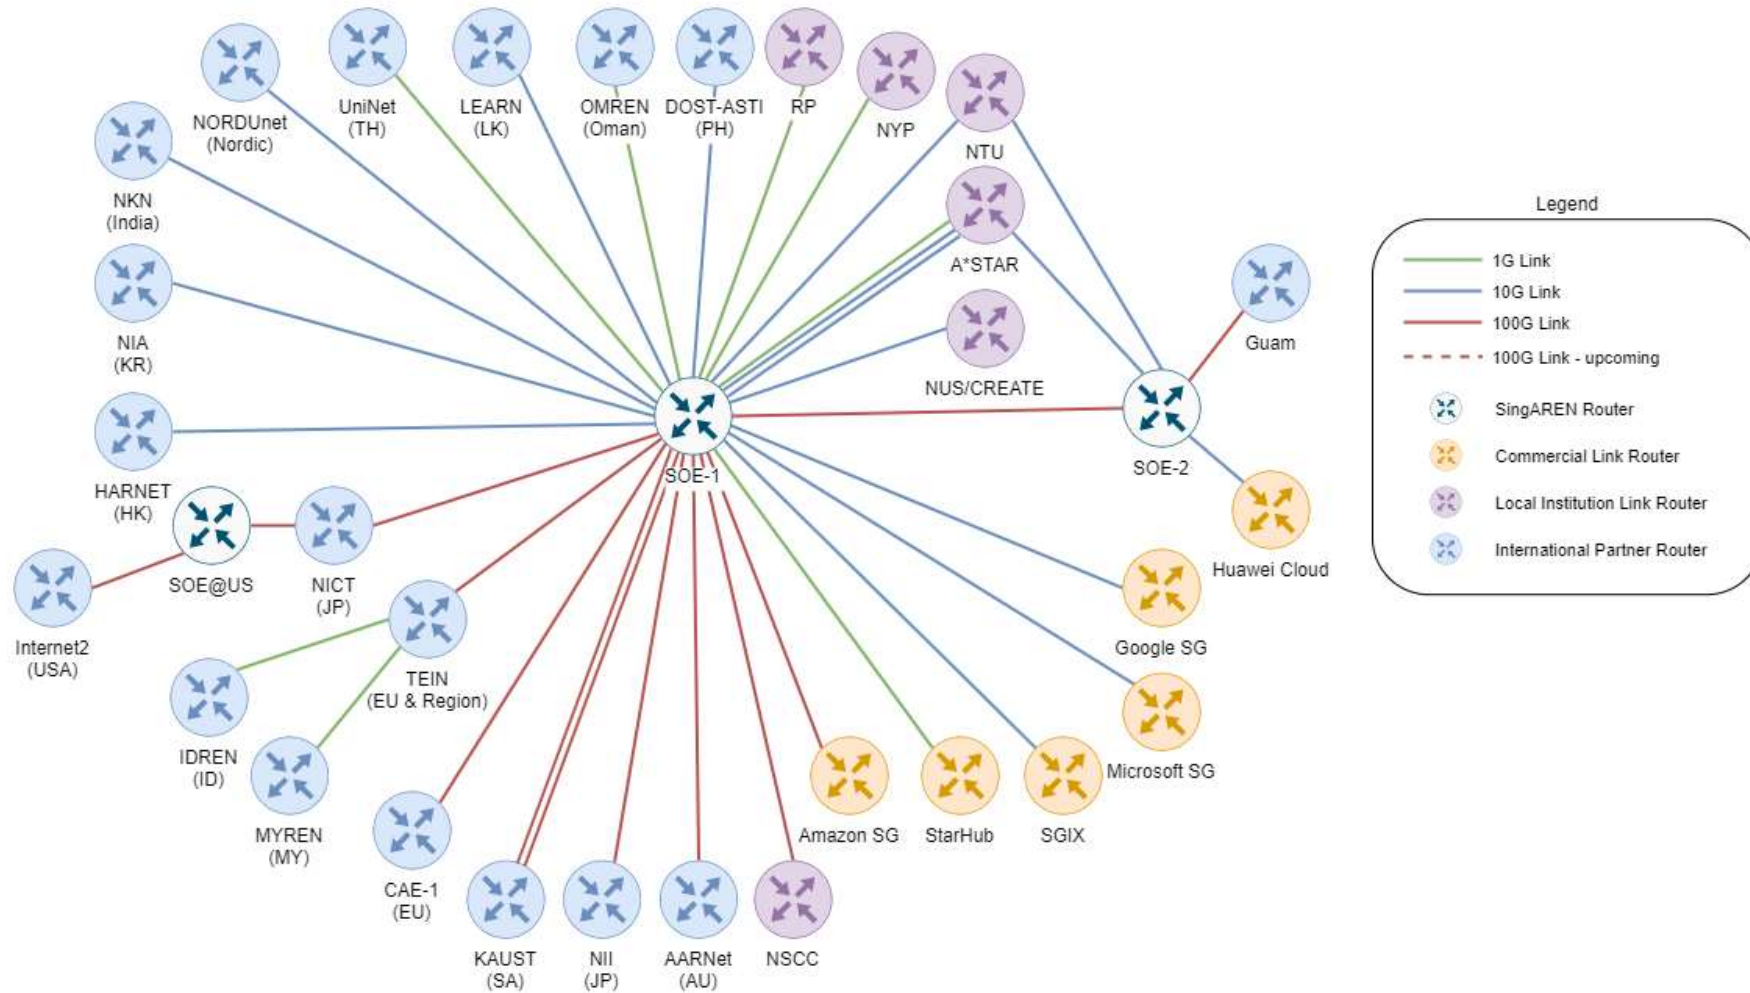 NORDUnet
(Nordic)
UniNet
(TH)
LEARN
(LK)
OMREN
(Oman)
DOST-ASTI
(PH)
RP
NYP
NTU
NKN
(India)
A*STAR
NIA
(KR)
NUS/CREATE
Guam
HARNET
(HK)
SOE-1
SOE-2
SOE@US
NICT
(JP)
Internet2
(USA)
TEIN
(EU & Region)
IDREN
(ID)
MYREN
(MY)
CAE-1
(EU)
KAUST
(SA)
NII
(JP)
AARNet
(AU)
NSCC
Amazon SG
StarHub
SGIX
Microsoft SG
Google SG
Huawei Cloud
Legend
1G Link
10G Link
100G Link
100G Link - upcoming
SingAREN Router
Commercial Link Router
Local Institution Link Router
International Partner Router